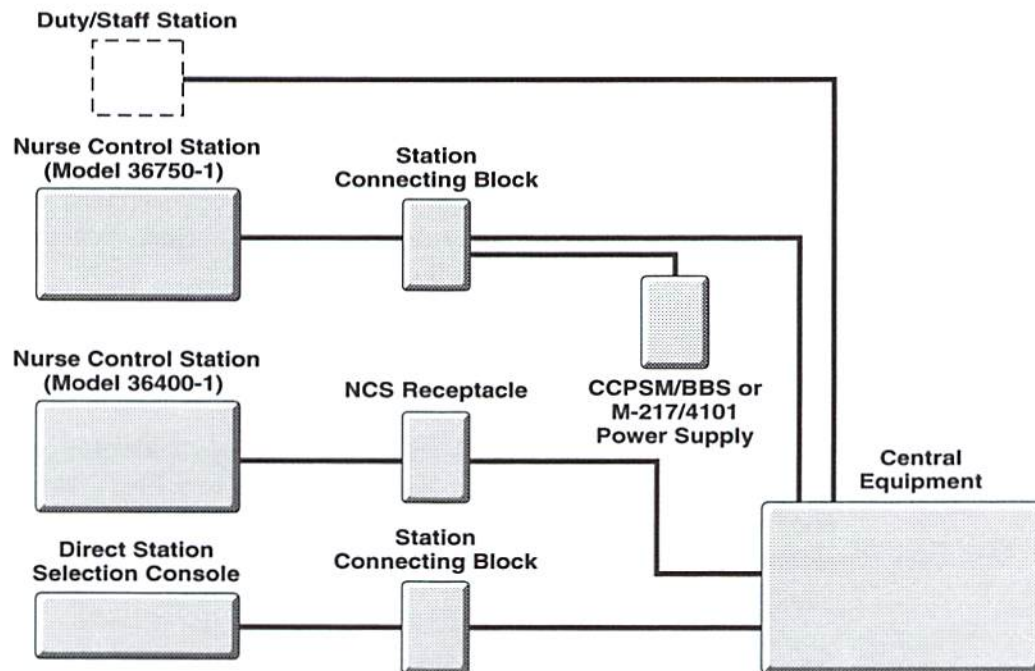 Duty/Staff Station
Nurse Control Station
(Model 36750-1)
Station
Connecting Block
Nurse Control Station
(Model 36400-1)
NCS Receptacle
CCPSM/BBS or
M-217/4101
Power Supply
Central
Equipment
Direct Station
Selection Console
Station
Connecting Block